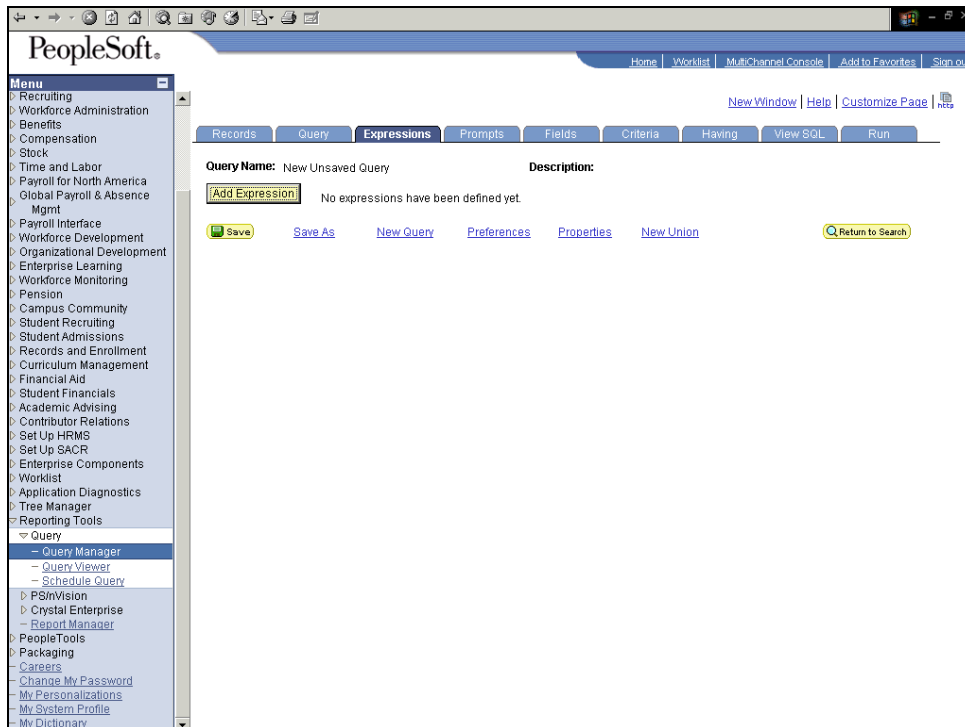 PeopleSoft.
Home | Worklist | MultiChannel Console | Add to Favorites | Sign ou
Menu
Recruiting
Workforce Administration
Benefits
Compensation
Stock
Time and Labor
Payroll for North America
Global Payroll & Absence
Mgmt
Payroll Interface
Workforce Development
Organizational Development
Enterprise Learning
Workforce Monitoring
Pension
Campus Community
Student Recruiting
Student Admissions
Records and Enrollment
Curriculum Management
Financial Aid
Student Financials
Academic Advising
Contributor Relations
Set Up HRMS
Set Up SACR
Enterprise Components
Worklist
Application Diagnostics
Tree Manager
Reporting Tools
Query
– Query Manager
– Query Viewer
– Schedule Query
PS/nVision
Crystal Enterprise
– Report Manager
PeopleTools
Packaging
– Careers
– Change My Password
– My Personalizations
– My System Profile
– My Dictionary
New Window | Help | Customize Page | http
Records Query Expressions Prompts Fields Criteria Having View SQL Run
Query Name: New Unsaved Query Description:
Add Expression No expressions have been defined yet.
Save Save As New Query Preferences Properties New Union Return to Search